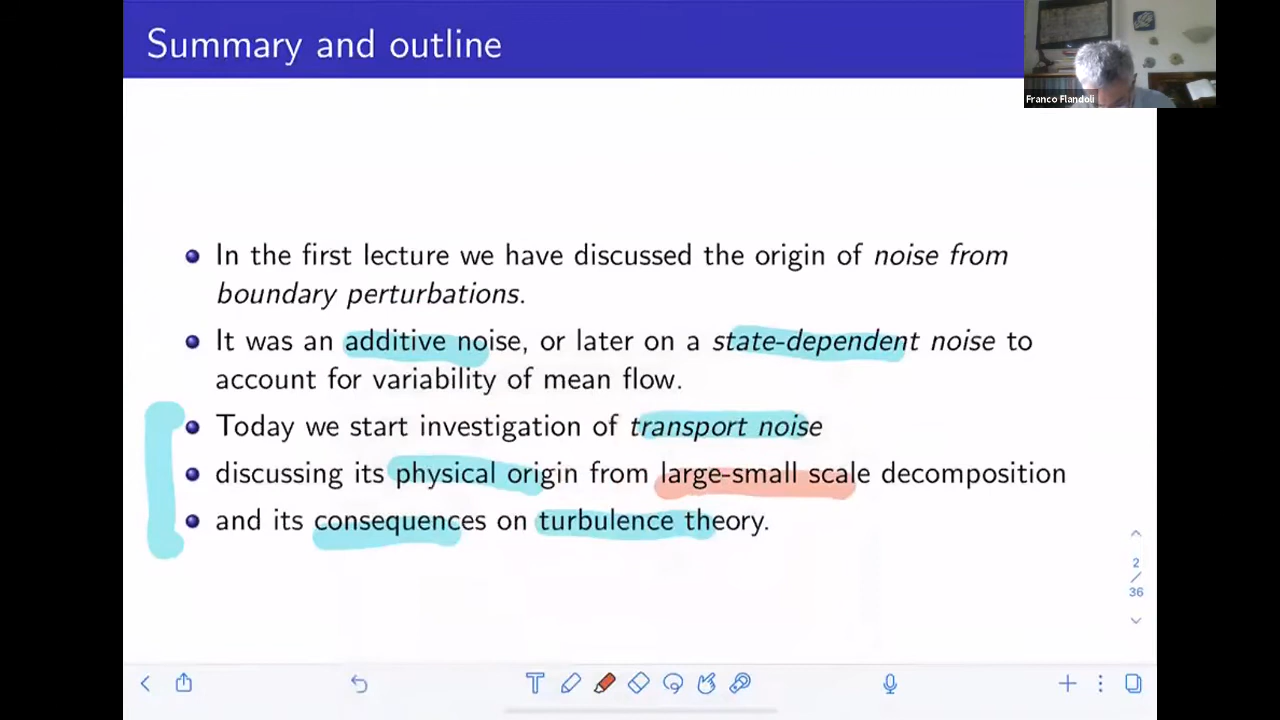 Summary and outline
Franco Flandoli
In the first lecture we have discussed the origin of noise from
boundary perturbations.
It was an additive noise, or later on a state-dependent noise to
account for variability of mean flow.
Today we start investigation of transport noise
discussing its physical origin from large-small scale decomposition
and its consequences on turbulence theory.
2
/
36